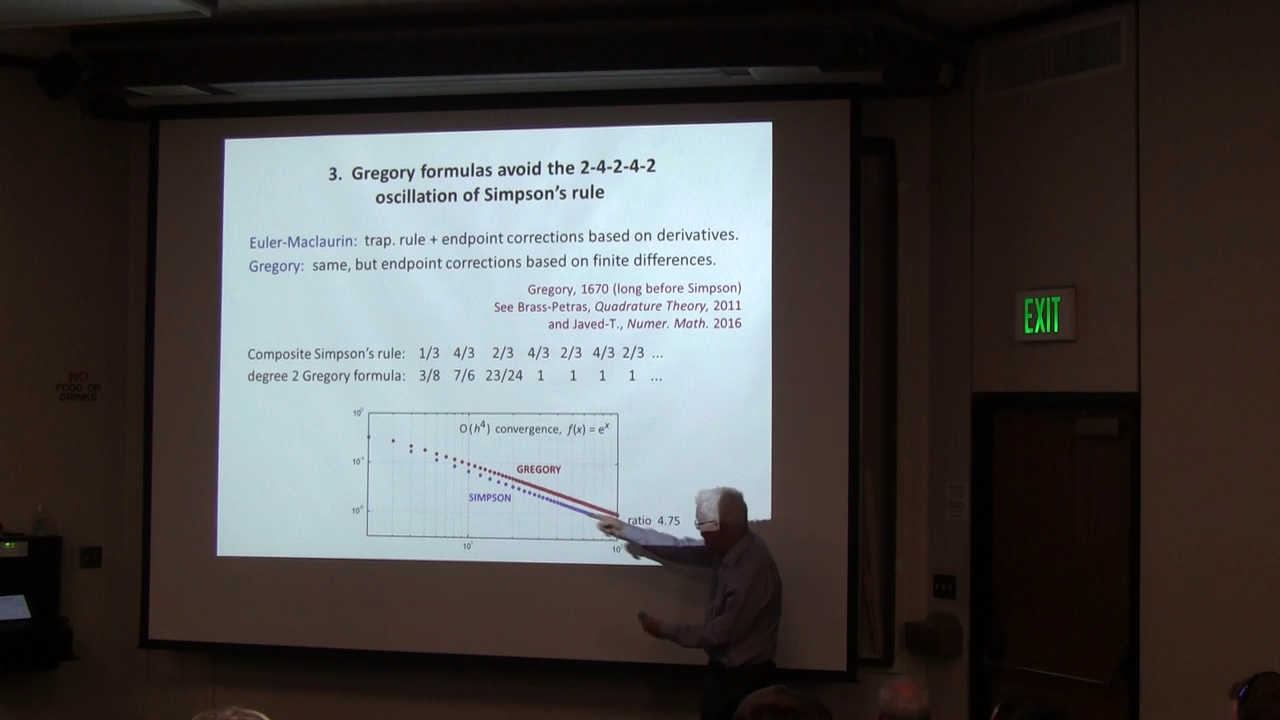 3. Gregory formulas avoid the 2-4-2-4-2
oscillation of Simpson's rule
Euler-Maclaurin: trap. rule + endpoint corrections based on derivatives.
Gregory: same, but endpoint corrections based on finite differences.
Gregory, 1670 (long before Simpson)
See Brass-Petras, Quadrature Theory, 2011
and Javed-T., Numer. Math. 2016
Composite Simpson's rule: 1/3 4/3 2/3 4/3 2/3 4/3 2/3 ...
degree 2 Gregory formula: 3/8 7/6 23/24 1 1 1 1 ...
O(h⁴) convergence, f(x) = eˣ
GREGORY
SIMPSON
ratio 4.75
EXIT
NO
FOOD OR
DRINKS